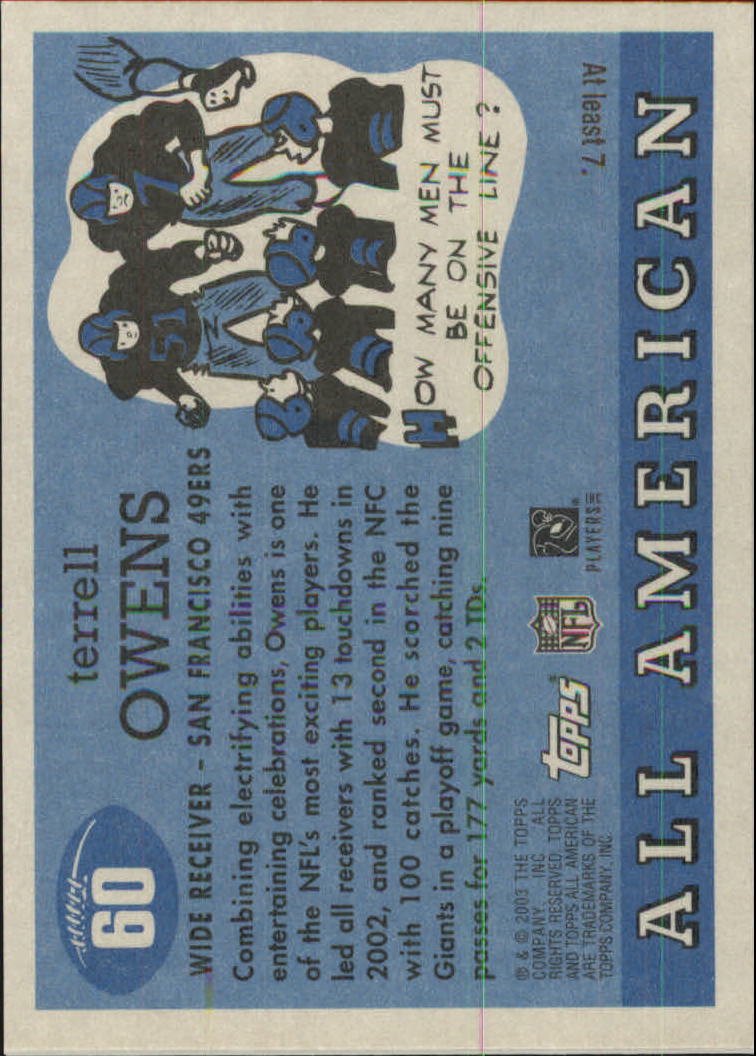 60
terrell
OWENS
WIDE RECEIVER – SAN FRANCISCO 49ERS
Combining electrifying abilities with
entertaining celebrations, Owens is one
of the NFL's most exciting players. He
led all receivers with 13 touchdowns in
2002, and ranked second in the NFC
with 100 catches. He scorched the
Giants in a playoff game, catching nine
passes for 177 yards and 2 TDs.
7
51
HOW MANY MEN MUST
BE ON THE
OFFENSIVE LINE?
At least 7.
® & © 2003 THE TOPPS
COMPANY, INC. ALL
RIGHTS RESERVED. TOPPS
AND TOPPS ALL AMERICAN
ARE TRADEMARKS OF THE
TOPPS COMPANY, INC.
topps®
NFL
PLAYERS INC
ALL AMERICAN